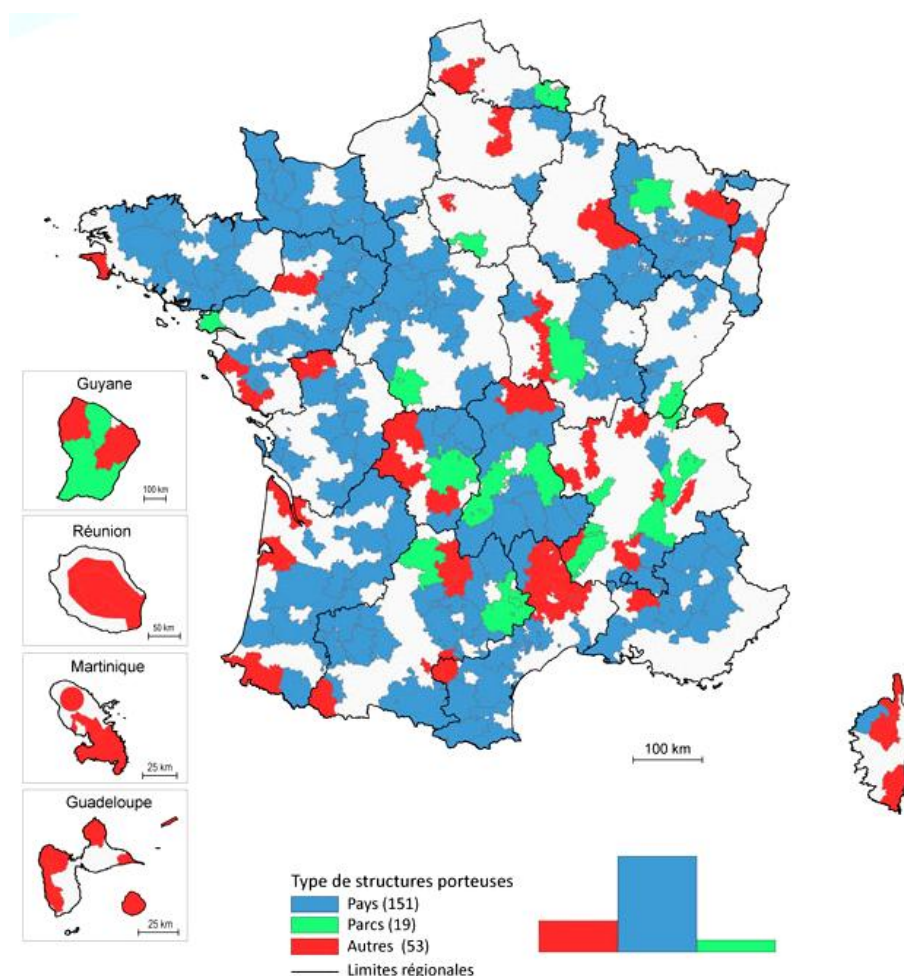 Guyane
100 km
Réunion
50 km
Martinique
25 km
Guadeloupe
25 km
100 km
Type de structures porteuses
Pays (151)
Parcs (19)
Autres (53)
Limites régionales